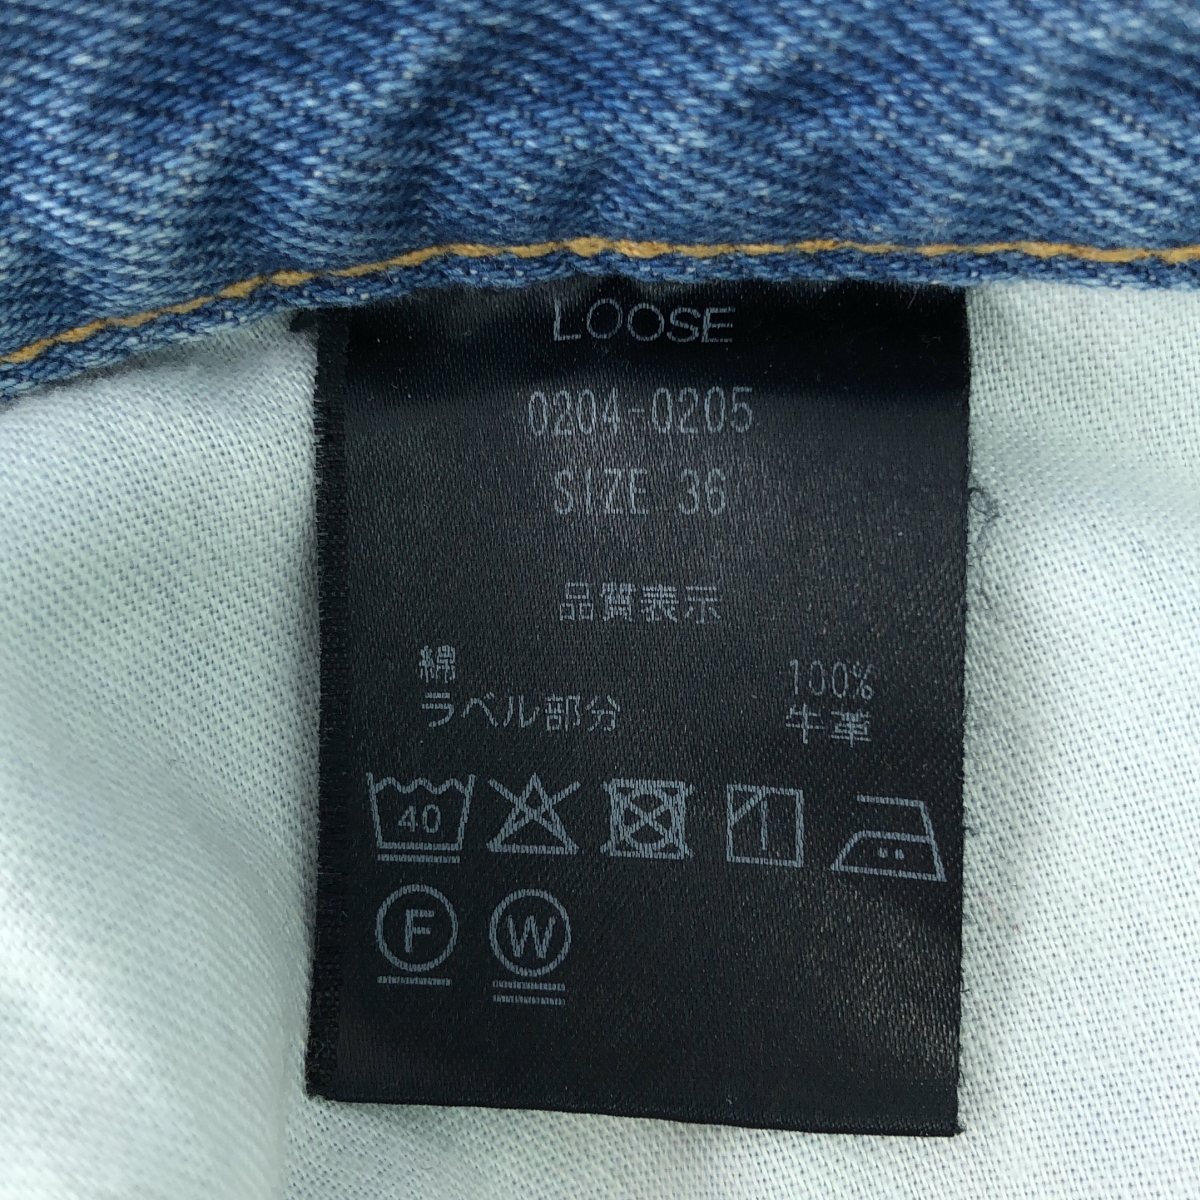 LOOSE
0204-0205
SIZE 36
品質表示
綿 100%
ラベル部分 牛革
40
F W